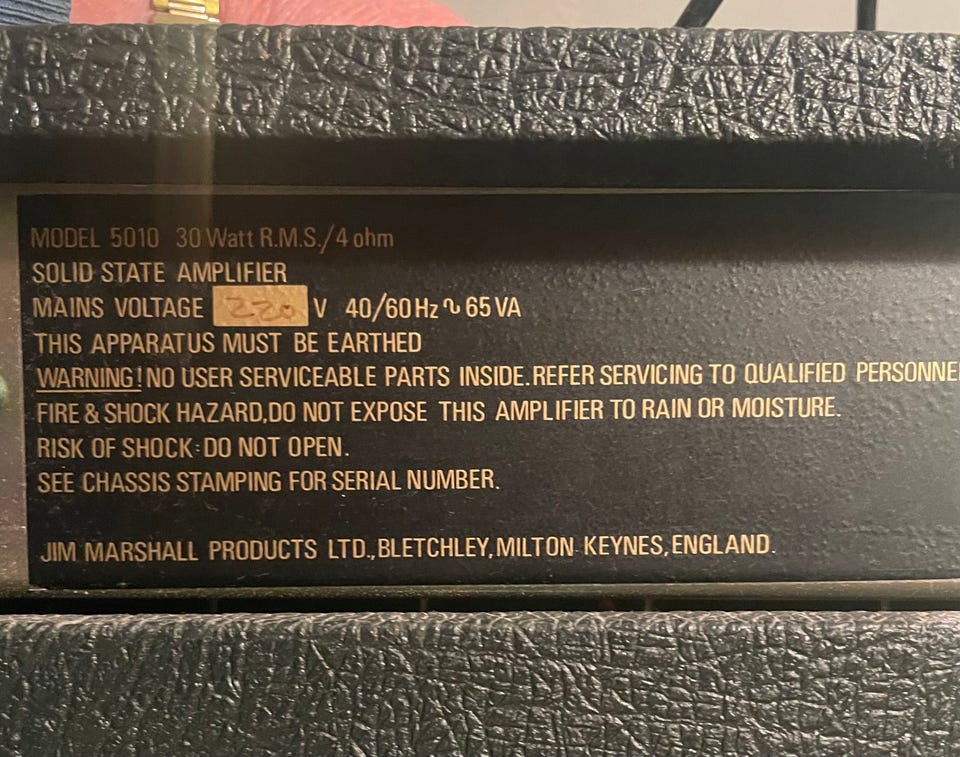 MODEL 5010 30 Watt R.M.S./4 ohm
SOLID STATE AMPLIFIER
MAINS VOLTAGE 220 V 40/60 Hz ∿ 65 VA
THIS APPARATUS MUST BE EARTHED
WARNING! NO USER SERVICEABLE PARTS INSIDE. REFER SERVICING TO QUALIFIED PERSONNE
FIRE & SHOCK HAZARD, DO NOT EXPOSE THIS AMPLIFIER TO RAIN OR MOISTURE.
RISK OF SHOCK: DO NOT OPEN.
SEE CHASSIS STAMPING FOR SERIAL NUMBER.
JIM MARSHALL PRODUCTS LTD., BLETCHLEY, MILTON KEYNES, ENGLAND.